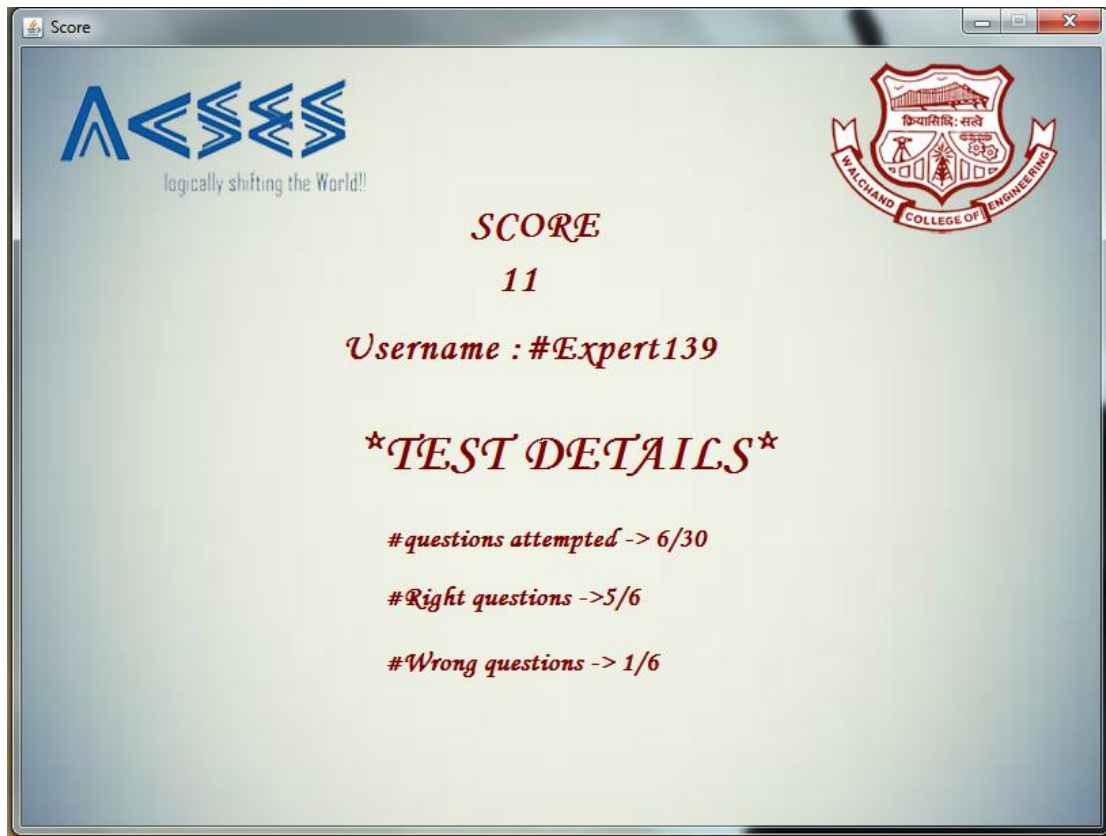 Score
ACSES
logically shifting the World!!
क्रियासिद्धि: सत्वे
WALCHAND COLLEGE OF ENGINEERING
SCORE
11
Username : #Expert139
*TEST DETAILS*
#questions attempted -> 6/30
#Right questions ->5/6
#Wrong questions -> 1/6